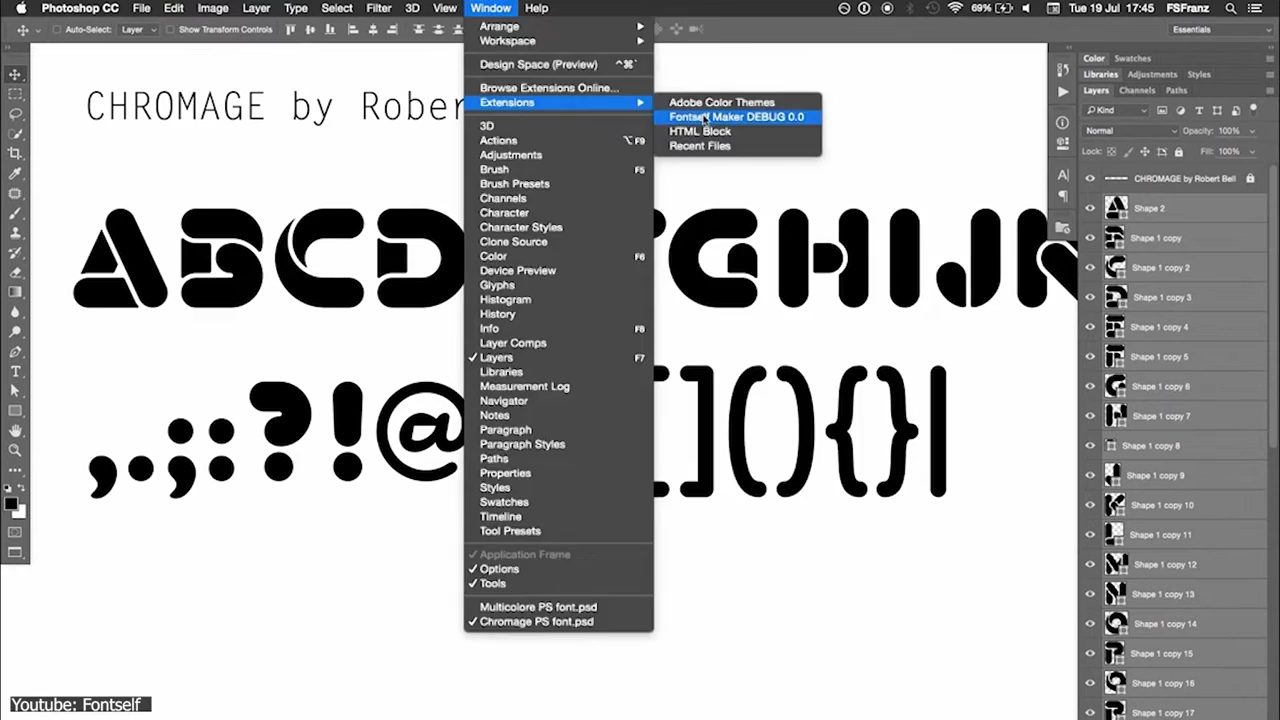 Photoshop CC File Edit Image Layer Type Select Filter 3D View Window Help 69% Tue 19 Jul 17:45 FSFranz
Auto-Select: Layer Show Transform Controls Essentials
Arrange
Workspace
Design Space (Preview) ^⌘`
Browse Extensions Online...
Extensions
3D
Actions ⌥F9
Adjustments
Brush F5
Brush Presets
Channels
Character
Character Styles
Clone Source
Color F6
Device Preview
Glyphs
Histogram
History
Info F8
Layer Comps
✓ Layers F7
Libraries
Measurement Log
Navigator
Notes
Paragraph
Paragraph Styles
Paths
Properties
Styles
Swatches
Timeline
Tool Presets
✓ Application Frame
✓ Options
✓ Tools
Multicolore PS font.psd
✓ Chromage PS font.psd
Adobe Color Themes
Fontself Maker DEBUG 0.0
HTML Block
Recent Files
CHROMAGE by Rober
ABCD GHIJK
,.;:?!@ [](){}|
Color Swatches
Libraries Adjustments Styles
Layers Channels Paths
Kind
Normal Opacity: 100%
Lock: Fill: 100%
CHROMAGE by Robert Bell
Shape 2
Shape 1 copy
Shape 1 copy 2
Shape 1 copy 3
Shape 1 copy 4
Shape 1 copy 5
Shape 1 copy 6
Shape 1 copy 7
Shape 1 copy 8
Shape 1 copy 9
Shape 1 copy 10
Shape 1 copy 11
Shape 1 copy 12
Shape 1 copy 13
Shape 1 copy 14
Shape 1 copy 15
Shape 1 copy 16
Shape 1 copy 17
Youtube: Fontself